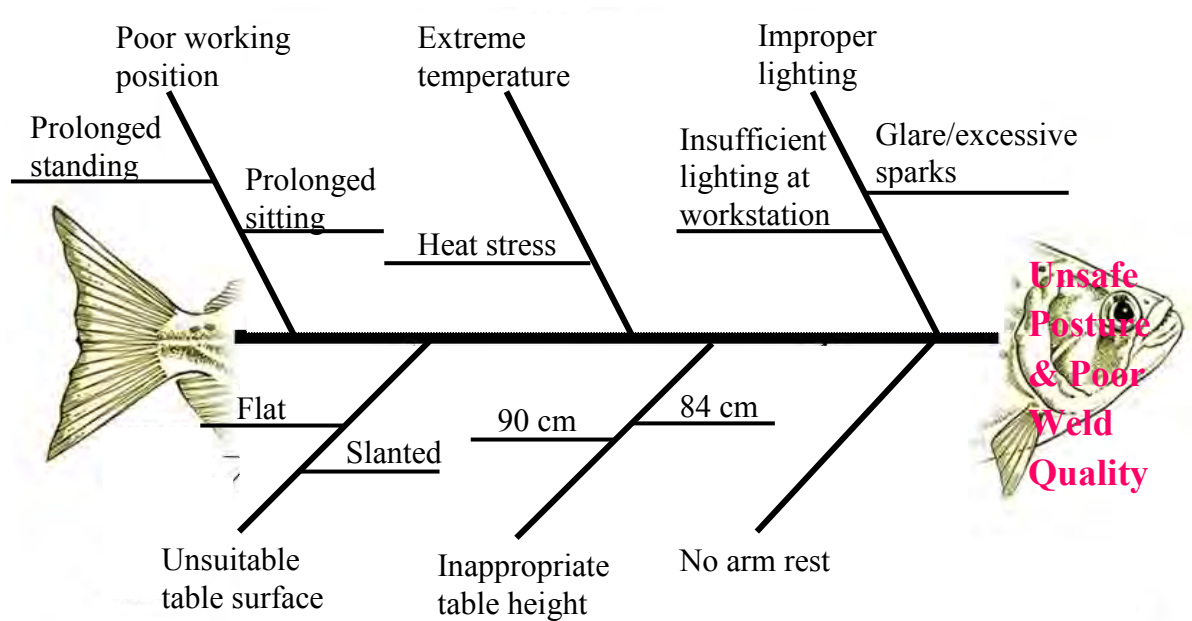 Poor working
position
Extreme
temperature
Improper
lighting
Prolonged
standing
Prolonged
sitting
Heat stress
Insufficient
lighting at
workstation
Glare/excessive
sparks
Unsafe
Posture
& Poor
Weld
Quality
Flat
Slanted
90 cm
84 cm
Unsuitable
table surface
Inappropriate
table height
No arm rest